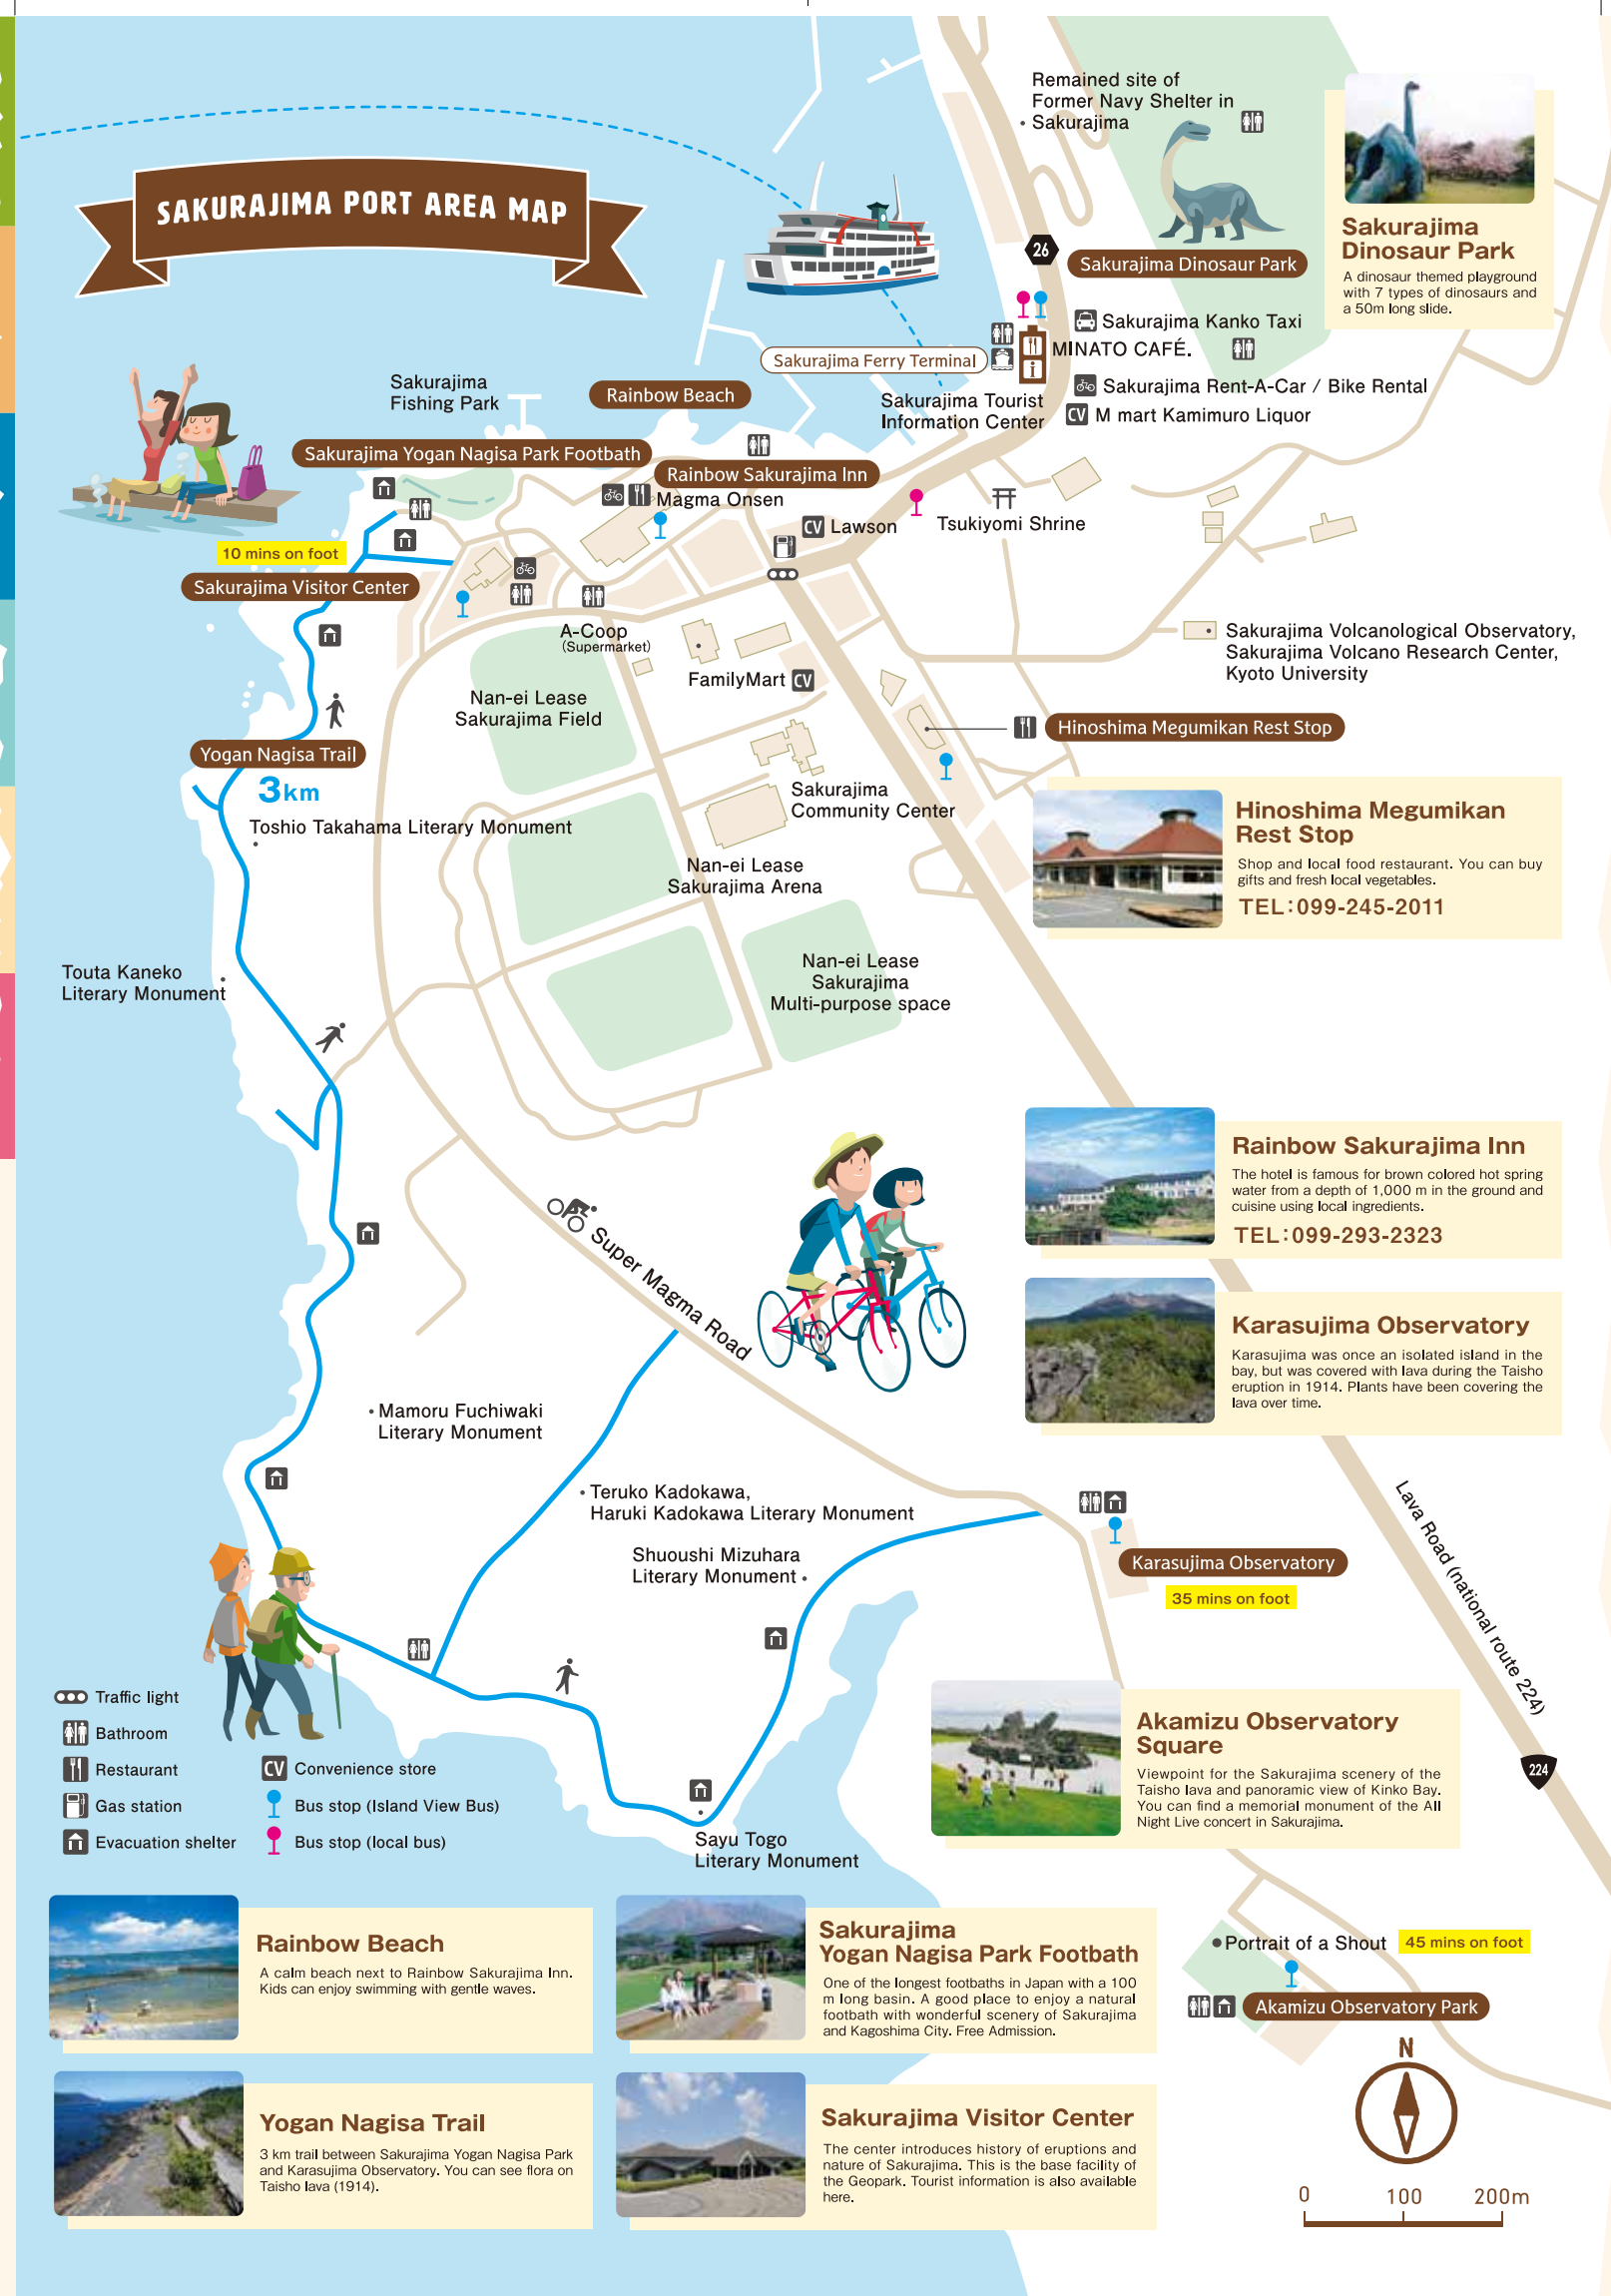 SAKURAJIMA PORT AREA MAP
Remained site of
Former Navy Shelter in
Sakurajima
26
Sakurajima Dinosaur Park
Sakurajima
Dinosaur Park
A dinosaur themed playground
with 7 types of dinosaurs and
a 50m long slide.
Sakurajima Kanko Taxi
MINATO CAFÉ.
Sakurajima Ferry Terminal
i
Sakurajima Rent-A-Car / Bike Rental
Sakurajima Tourist
Information Center
CV M mart Kamimuro Liquor
Sakurajima
Fishing Park
Rainbow Beach
Sakurajima Yogan Nagisa Park Footbath
Rainbow Sakurajima Inn
Magma Onsen
CV Lawson
Tsukiyomi Shrine
10 mins on foot
Sakurajima Visitor Center
A-Coop
(Supermarket)
FamilyMart CV
Sakurajima Volcanological Observatory,
Sakurajima Volcano Research Center,
Kyoto University
Nan-ei Lease
Sakurajima Field
Hinoshima Megumikan Rest Stop
Yogan Nagisa Trail
3km
Toshio Takahama Literary Monument
Sakurajima
Community Center
Hinoshima Megumikan
Rest Stop
Shop and local food restaurant. You can buy
gifts and fresh local vegetables.
TEL:099-245-2011
Nan-ei Lease
Sakurajima Arena
Touta Kaneko
Literary Monument
Nan-ei Lease
Sakurajima
Multi-purpose space
Rainbow Sakurajima Inn
The hotel is famous for brown colored hot spring
water from a depth of 1,000 m in the ground and
cuisine using local ingredients.
TEL:099-293-2323
Super Magma Road
Karasujima Observatory
Karasujima was once an isolated island in the
bay, but was covered with lava during the Taisho
eruption in 1914. Plants have been covering the
lava over time.
Mamoru Fuchiwaki
Literary Monument
Teruko Kadokawa,
Haruki Kadokawa Literary Monument
Shuoushi Mizuhara
Literary Monument
Karasujima Observatory
35 mins on foot
Lava Road (national route 224)
224
Traffic light
Bathroom
Restaurant
Gas station
Evacuation shelter
CV Convenience store
Bus stop (Island View Bus)
Bus stop (local bus)
Akamizu Observatory
Square
Viewpoint for the Sakurajima scenery of the
Taisho lava and panoramic view of Kinko Bay.
You can find a memorial monument of the All
Night Live concert in Sakurajima.
Sayu Togo
Literary Monument
Rainbow Beach
A calm beach next to Rainbow Sakurajima Inn.
Kids can enjoy swimming with gentle waves.
Sakurajima
Yogan Nagisa Park Footbath
One of the longest footbaths in Japan with a 100
m long basin. A good place to enjoy a natural
footbath with wonderful scenery of Sakurajima
and Kagoshima City. Free Admission.
Portrait of a Shout
45 mins on foot
Akamizu Observatory Park
Yogan Nagisa Trail
3 km trail between Sakurajima Yogan Nagisa Park
and Karasujima Observatory. You can see flora on
Taisho lava (1914).
Sakurajima Visitor Center
The center introduces history of eruptions and
nature of Sakurajima. This is the base facility of
the Geopark. Tourist information is also available
here.
N
0 100 200m